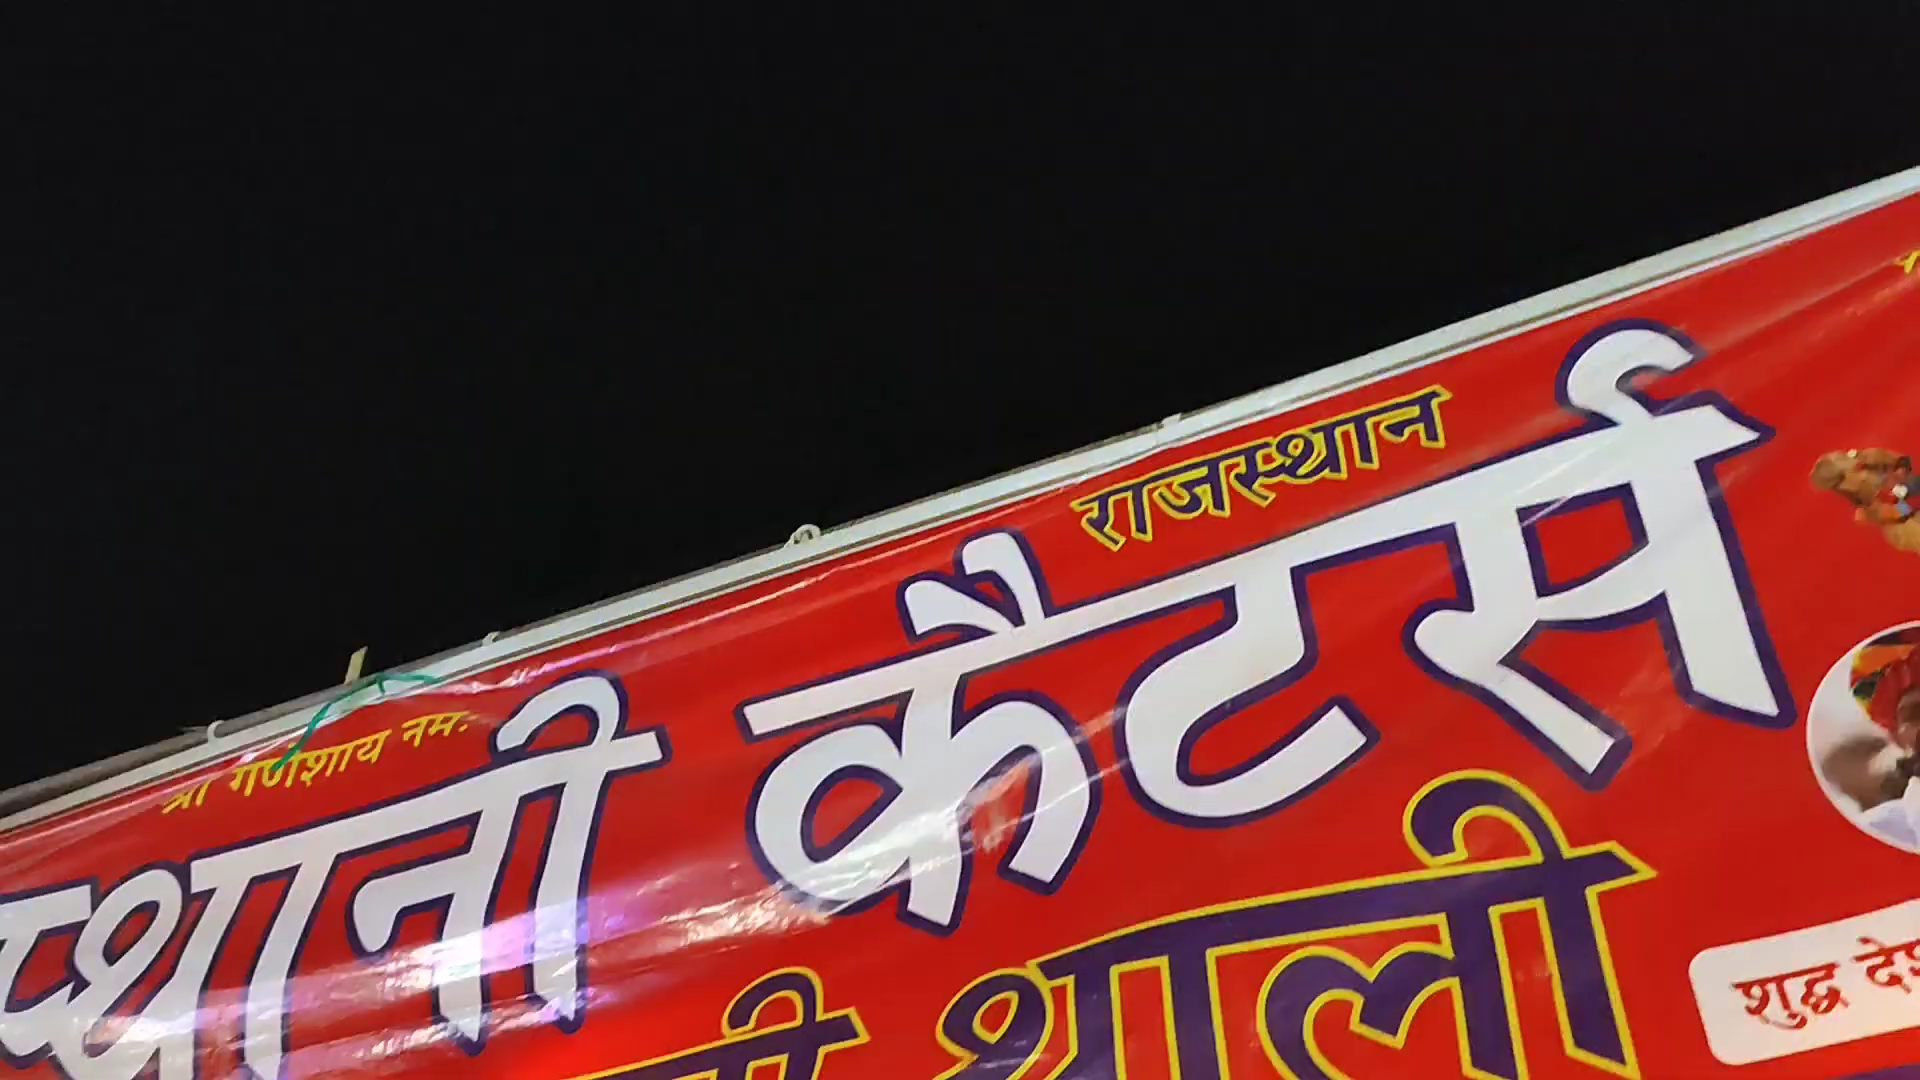 श्री गणेशाय नमः
राजस्थान
कैटर्स
थाली
शुद्ध